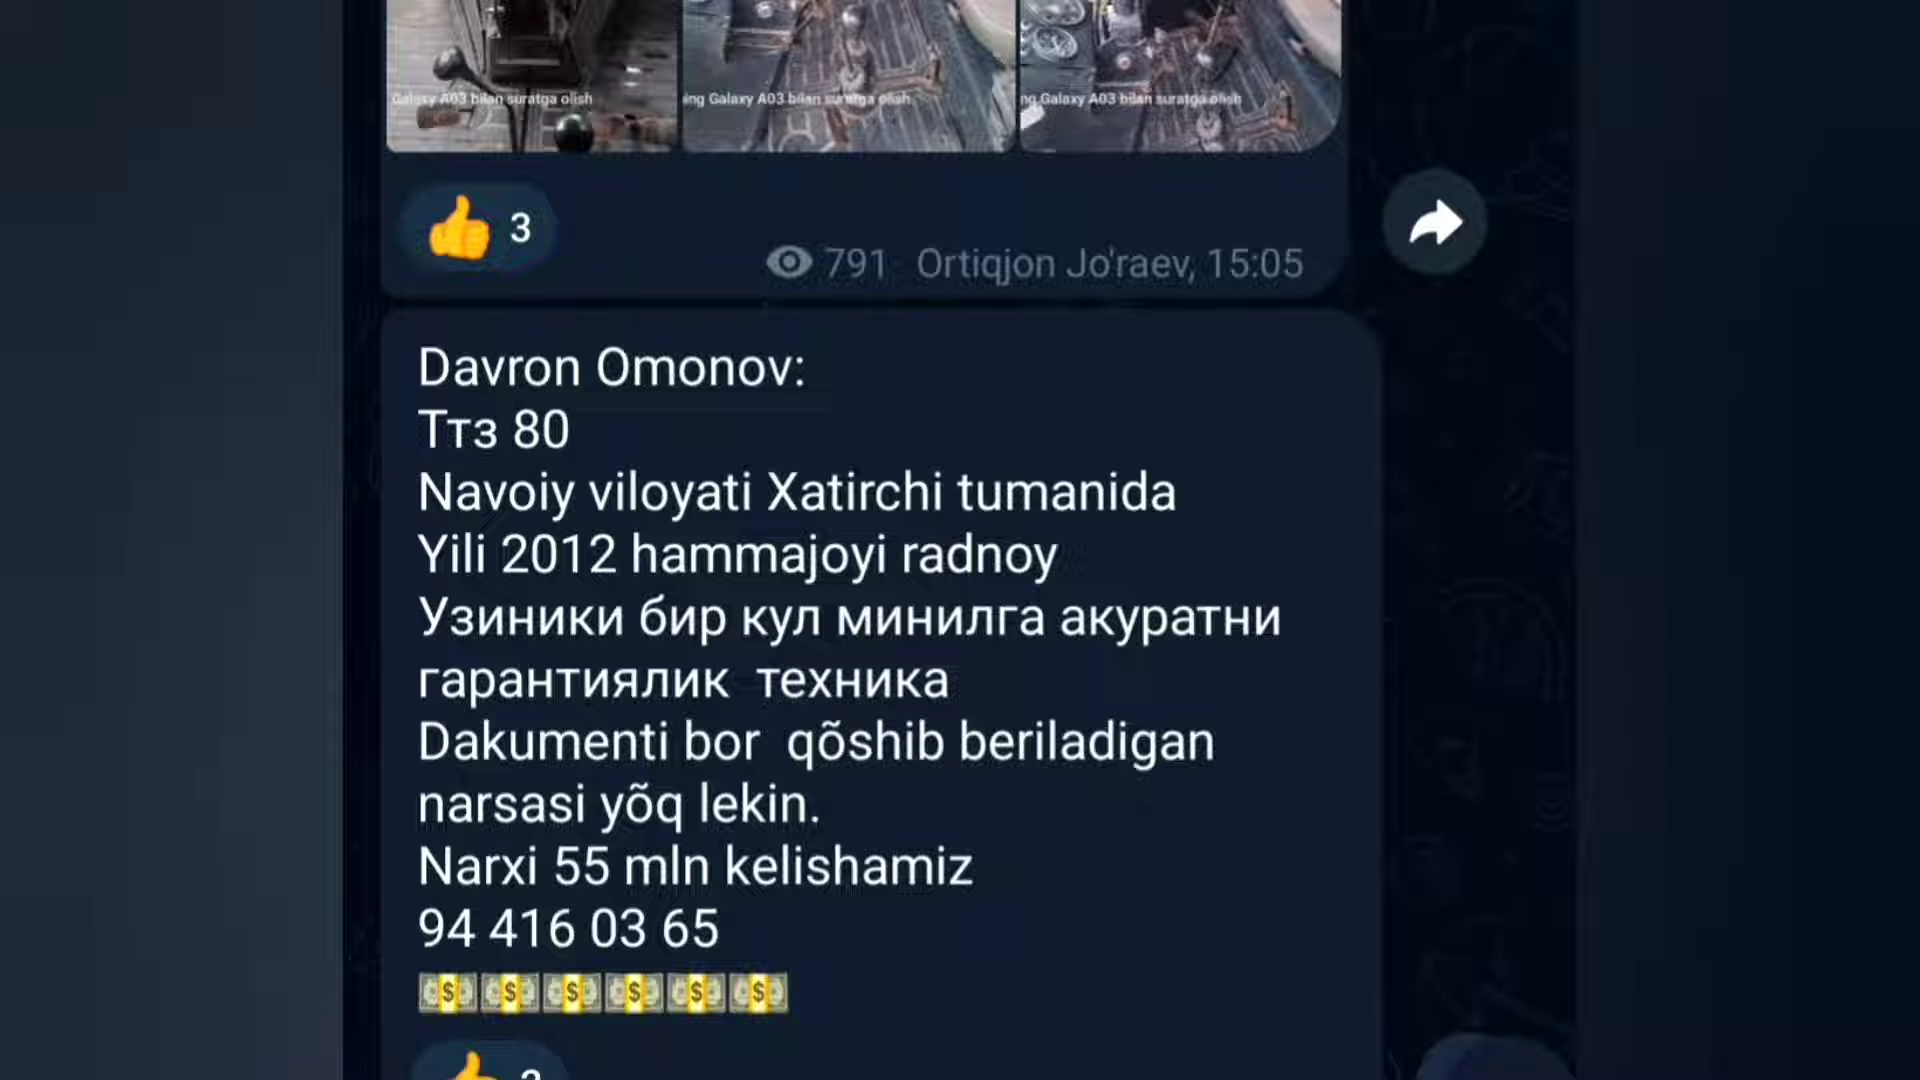 Galaxy A03 bilan suratga olish
ing Galaxy A03 bilan suratga olish
ng Galaxy A03 bilan suratga olish
👍 3
791 Ortiqjon Jo'raev, 15:05
Davron Omonov:
Ттз 80
Navoiy viloyati Xatirchi tumanida
Yili 2012 hammajoyi radnoy
Узиники бир кул минилга акуратни
гарантиялик техника
Dakumenti bor qõshib beriladigan
narsasi yõq lekin.
Narxi 55 mln kelishamiz
94 416 03 65
💵💵💵💵💵💵